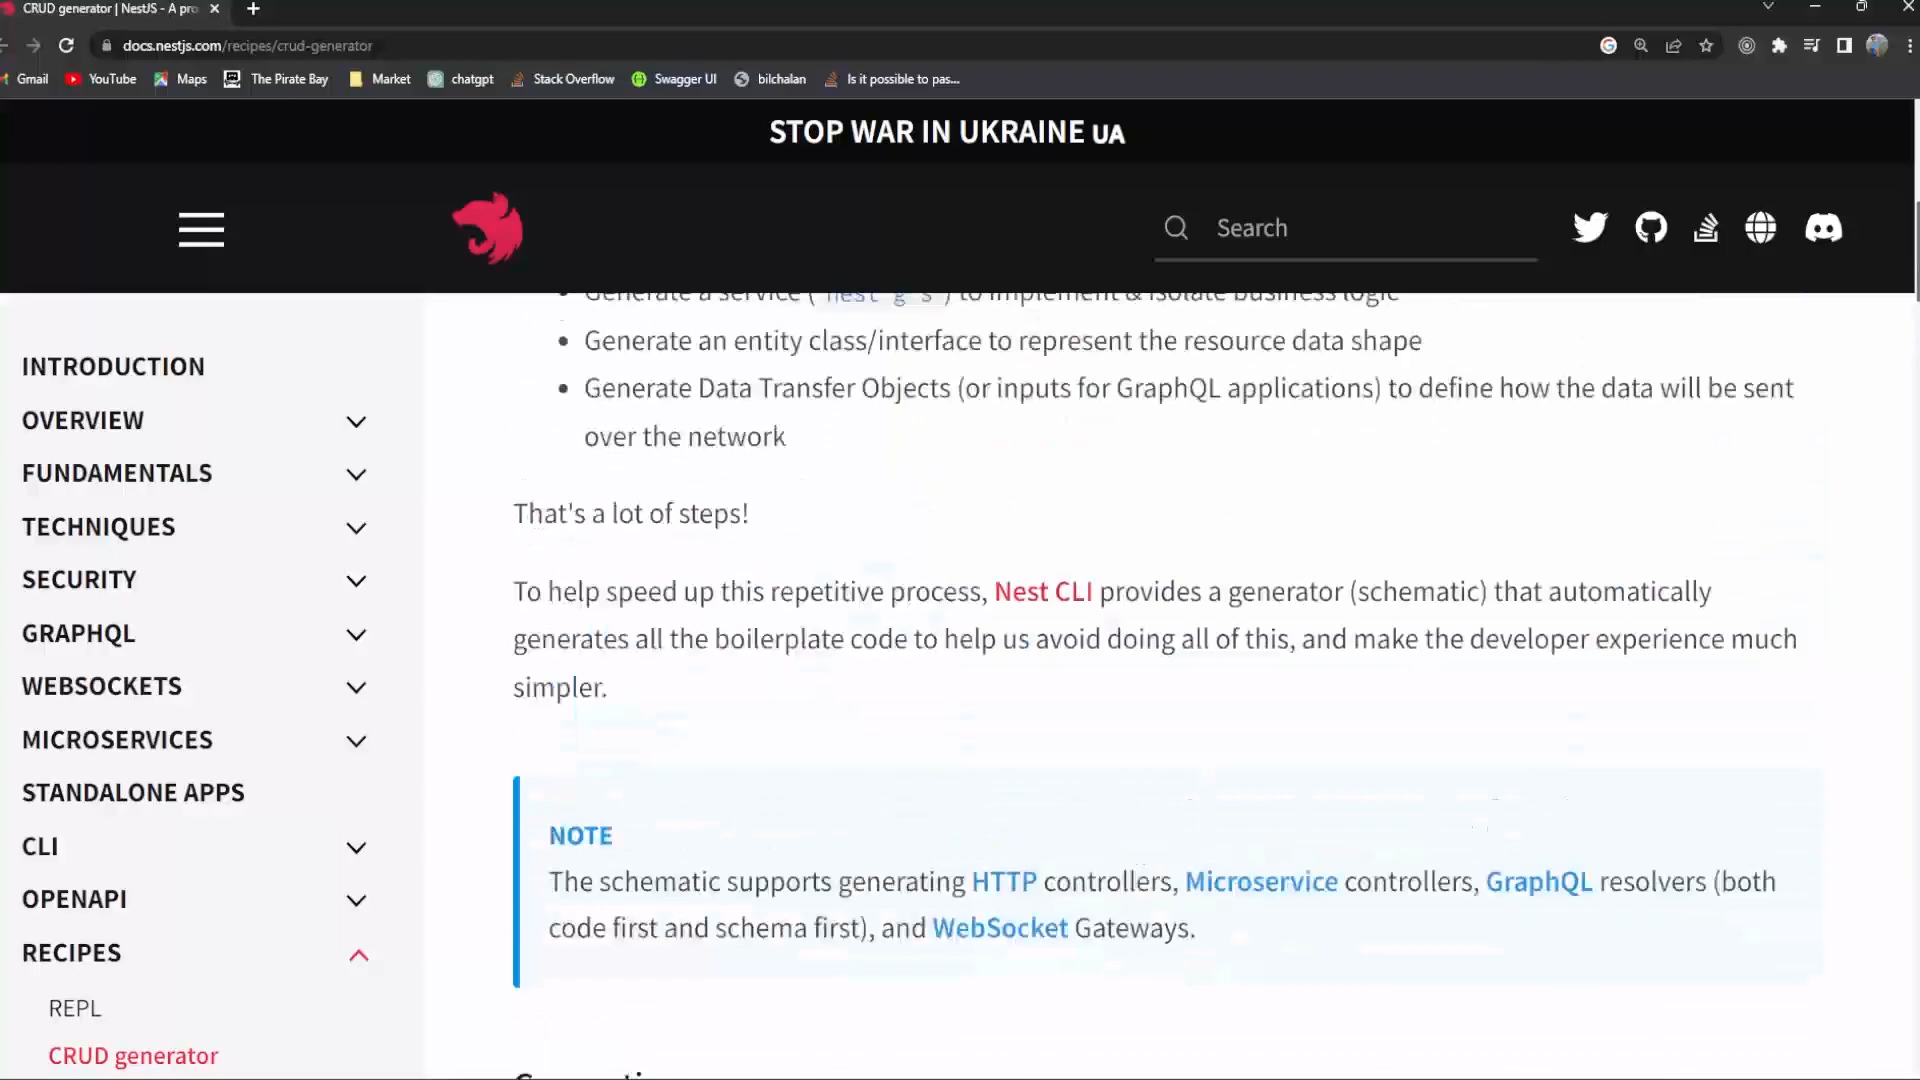 CRUD generator | NestJS - A pro
docs.nestjs.com/recipes/crud-generator
Gmail YouTube Maps The Pirate Bay Market chatgpt Stack Overflow Swagger UI bilchalan Is it possible to pas...
STOP WAR IN UKRAINE UA
Search
Generate a service ( nest g s ) to implement & isolate business logic
Generate an entity class/interface to represent the resource data shape
Generate Data Transfer Objects (or inputs for GraphQL applications) to define how the data will be sent
over the network
That's a lot of steps!
To help speed up this repetitive process, Nest CLI provides a generator (schematic) that automatically
generates all the boilerplate code to help us avoid doing all of this, and make the developer experience much
simpler.
NOTE
The schematic supports generating HTTP controllers, Microservice controllers, GraphQL resolvers (both
code first and schema first), and WebSocket Gateways.
INTRODUCTION
OVERVIEW
FUNDAMENTALS
TECHNIQUES
SECURITY
GRAPHQL
WEBSOCKETS
MICROSERVICES
STANDALONE APPS
CLI
OPENAPI
RECIPES
REPL
CRUD generator